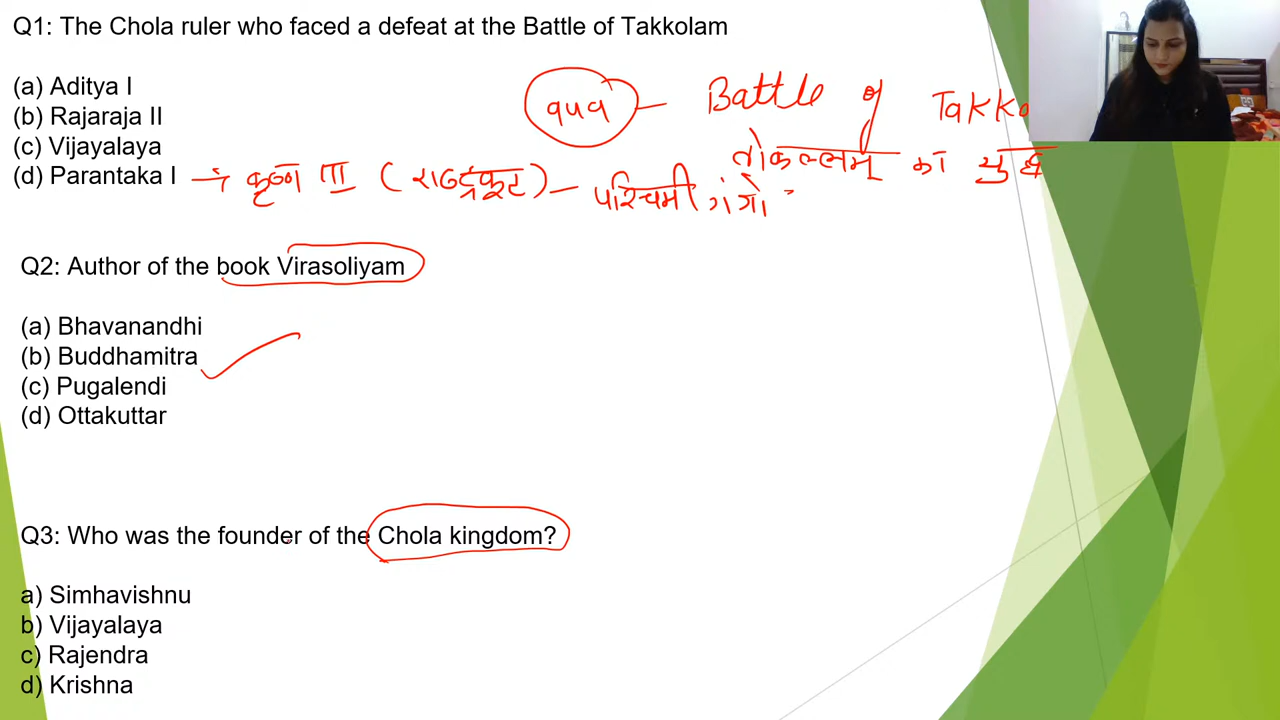 Q1: The Chola ruler who faced a defeat at the Battle of Takkolam
(a) Aditya I
(b) Rajaraja II
(c) Vijayalaya
(d) Parantaka I → कृष्ण III (राष्ट्रकूट) – पश्चिमी गंगो
९४९ – Battle of Takko
तोकल्लम् का युद्ध
Q2: Author of the book Virasoliyam
(a) Bhavanandhi
(b) Buddhamitra
(c) Pugalendi
(d) Ottakuttar
Q3: Who was the founder of the Chola kingdom?
a) Simhavishnu
b) Vijayalaya
c) Rajendra
d) Krishna